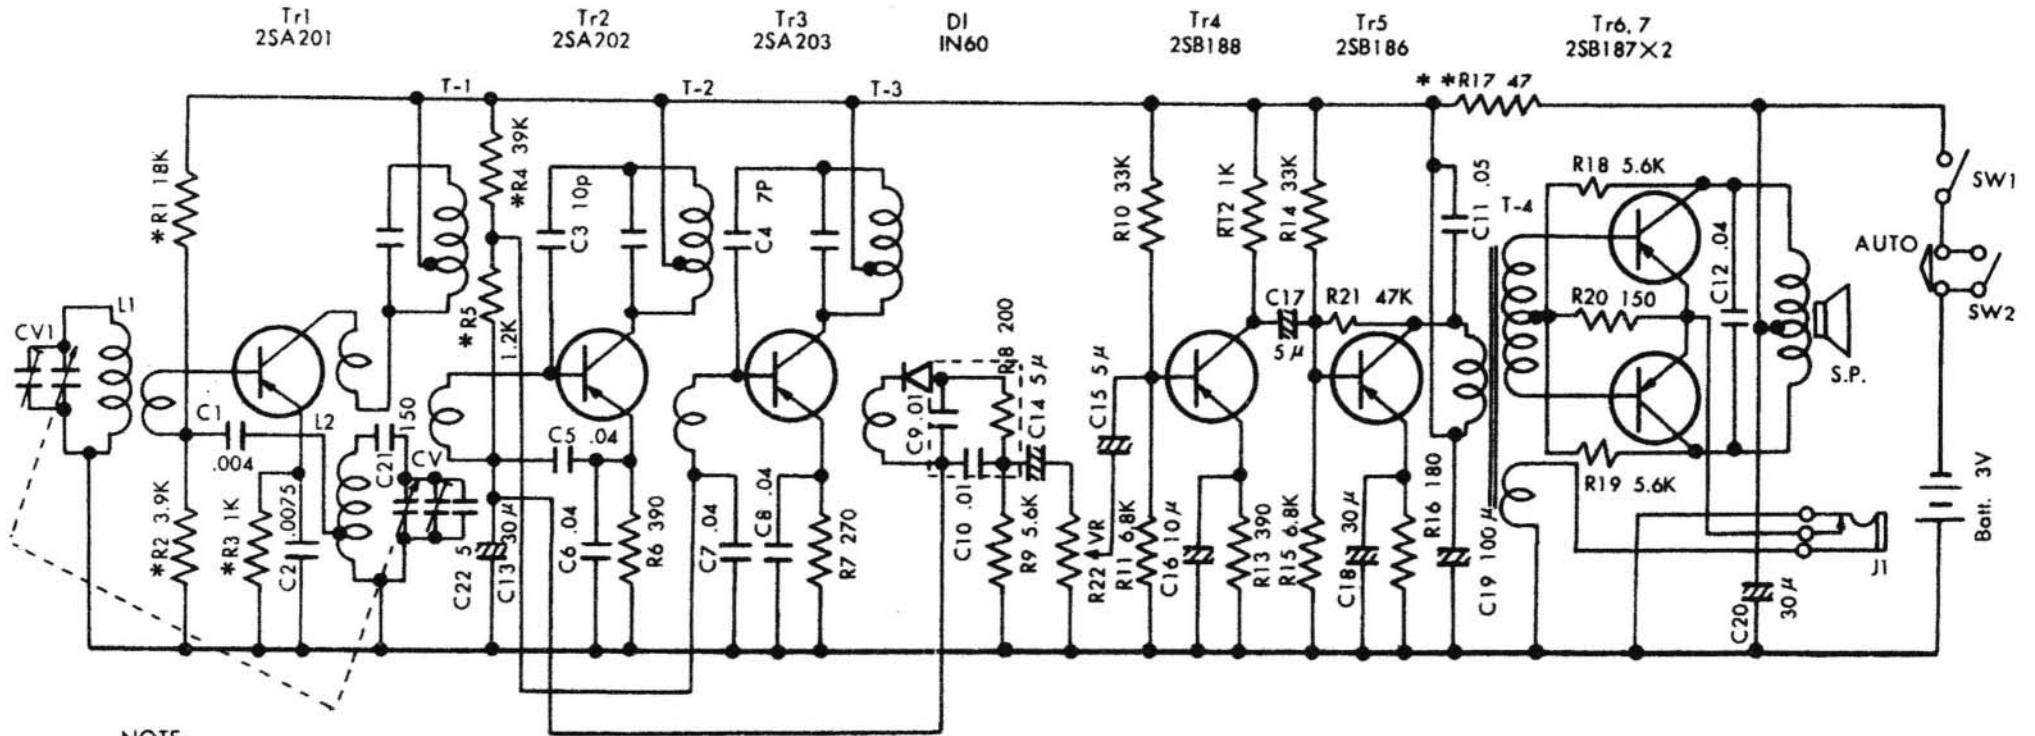 Tr1
2SA201
Tr2
2SA202
Tr3
2SA203
DI
IN60
Tr4
2SB188
Tr5
2SB186
Tr6,7
2SB187×2
T-1
T-2
T-3
* *R17 47
*R1 18K
*R4 39K
C3 10p
C4 7P
R10 33K
R12 1K
R14 33K
C11 .05
T-4
R18 5.6K
SW1
AUTO
SW2
CV1
L1
*R5
1.2K
R8 200
C17
5µ
R21 47K
R20 150
C12 .04
S.P.
C1
.004
L2
150
C21
CV
C5 .04
C9 .01
C14 5µ
C15 5µ
R16 180
R19 5.6K
Batt. 3V
*R2 3.9K
*R3 1K
C2 .0075
C22 5
C13 30µ
C6 .04
R6 390
C7 .04
C8 .04
R7 270
C10 .01
R9 5.6K
R22 VR
R11 6.8K
C16 10µ
R13 390
R15 6.8K
C18 30µ
C19 100µ
C20 30µ
J1
NOTE